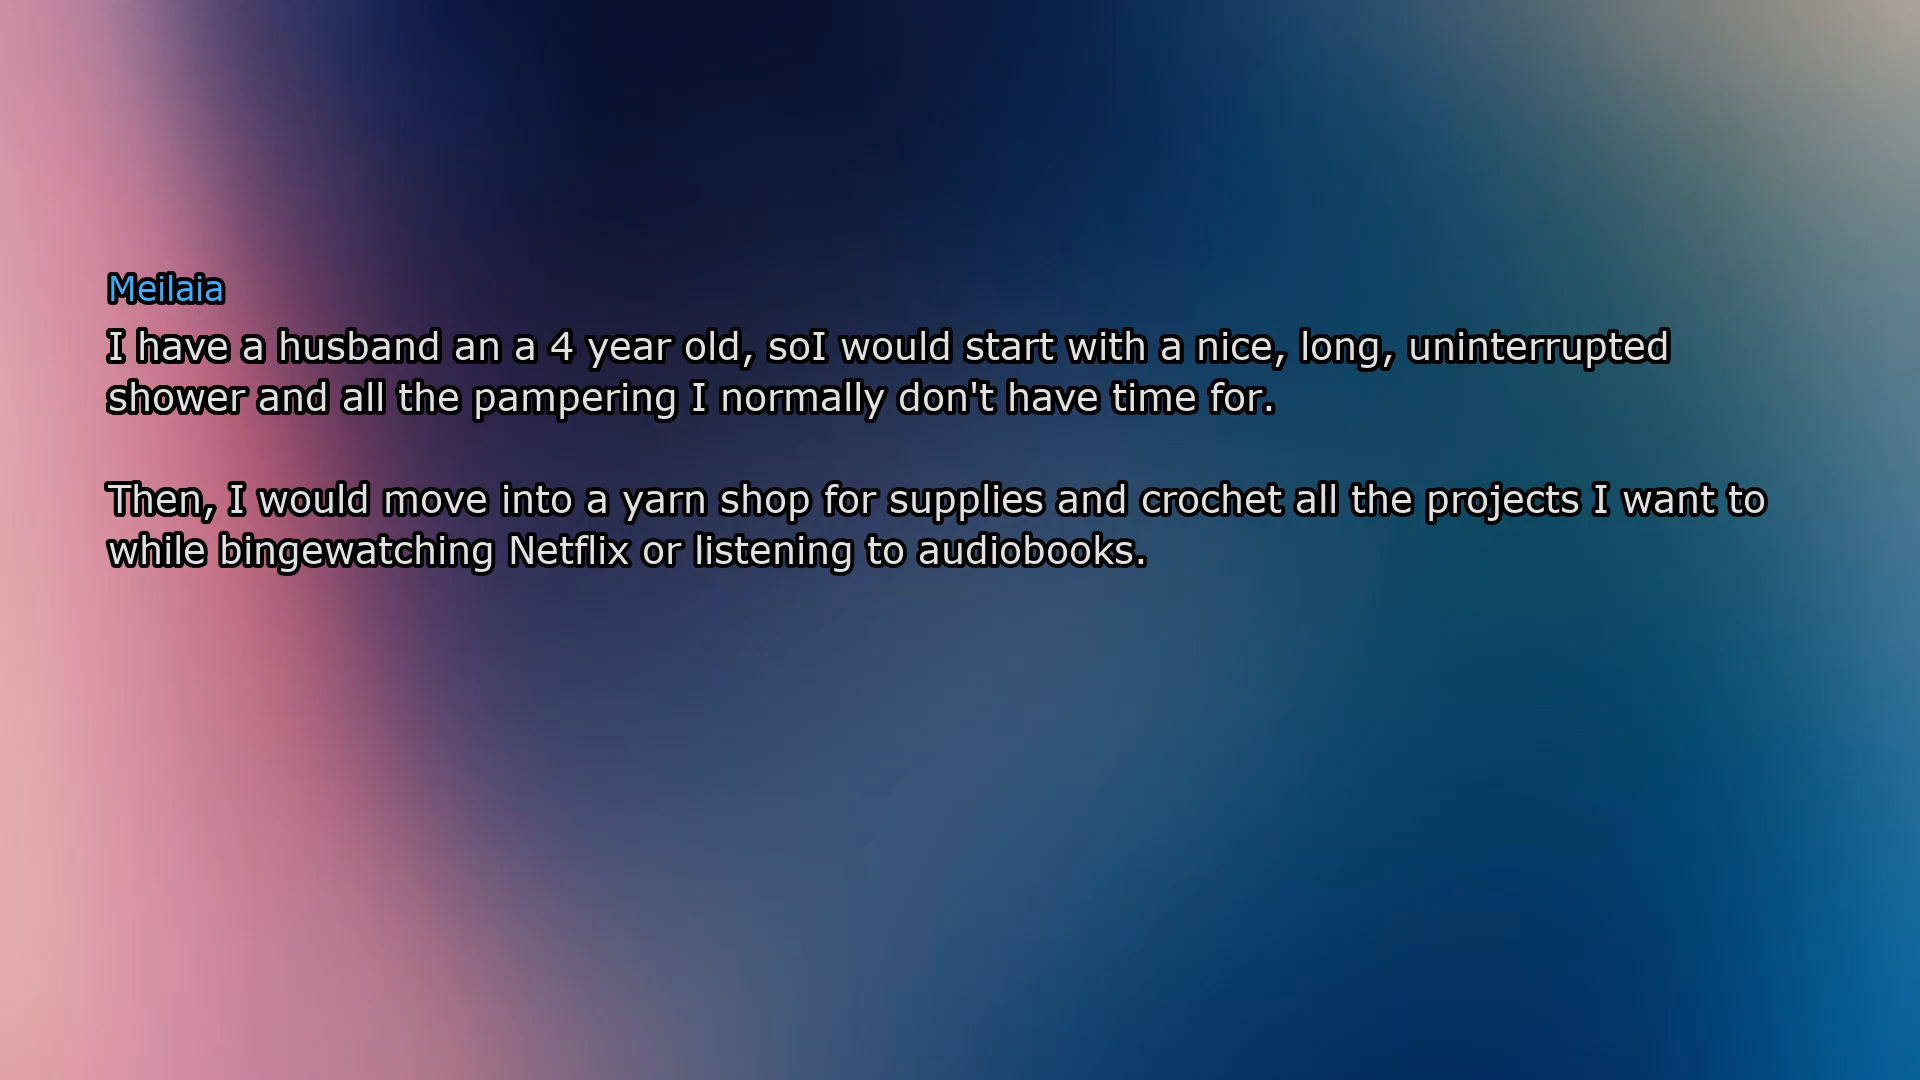 Meilaia
I have a husband an a 4 year old, soI would start with a nice, long, uninterrupted
shower and all the pampering I normally don't have time for.
Then, I would move into a yarn shop for supplies and crochet all the projects I want to
while bingewatching Netflix or listening to audiobooks.